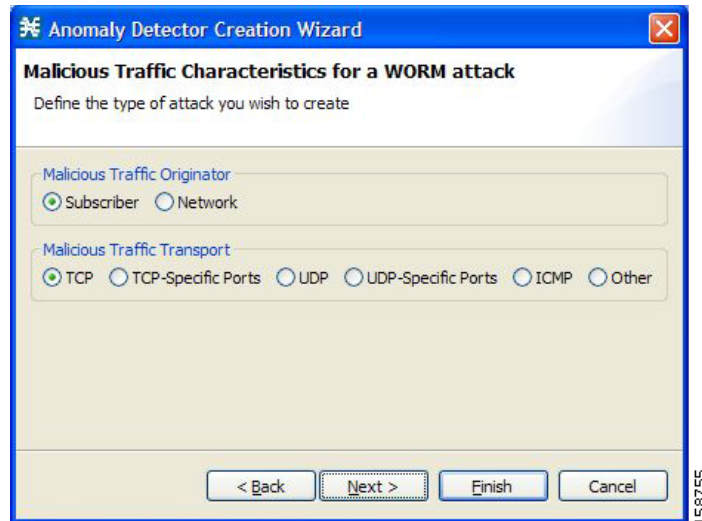 Anomaly Detector Creation Wizard
Malicious Traffic Characteristics for a WORM attack
Define the type of attack you wish to create
Malicious Traffic Originator
Subscriber Network
Malicious Traffic Transport
TCP TCP-Specific Ports UDP UDP-Specific Ports ICMP Other
< Back Next > Finish Cancel
158755